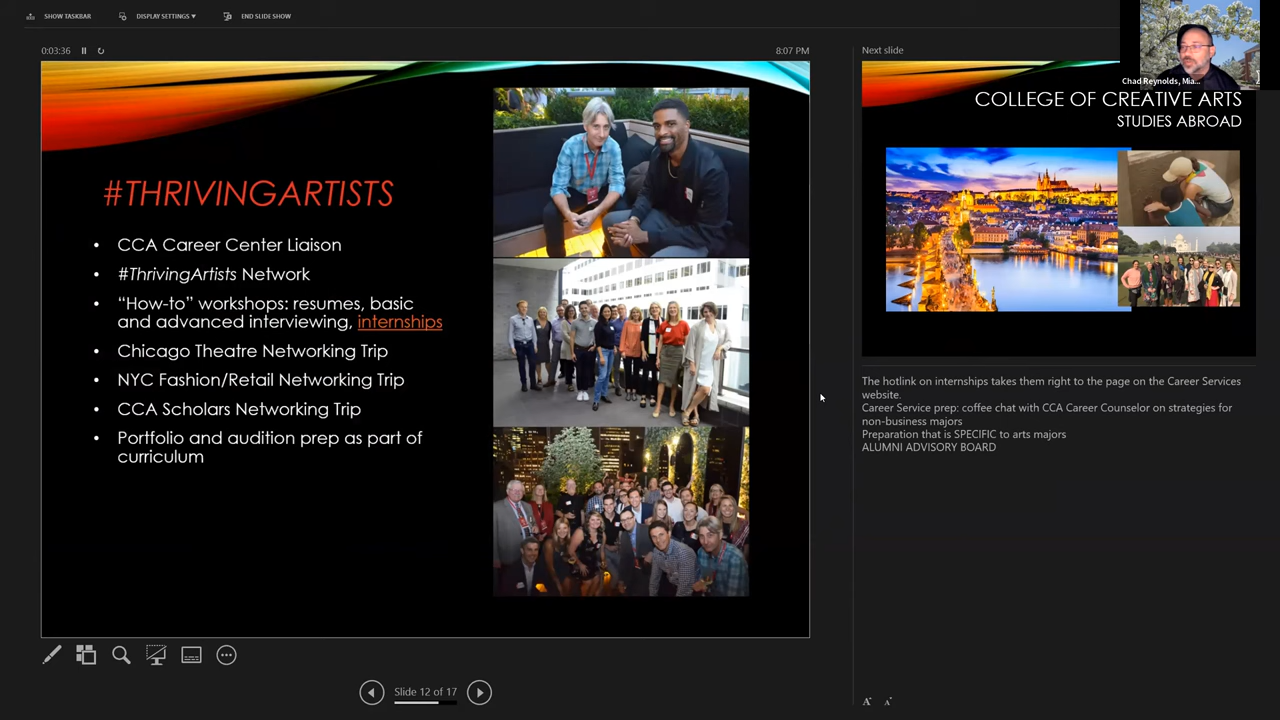 SHOW TASKBAR
DISPLAY SETTINGS ▾
END SLIDE SHOW
0:03:36
8:07 PM
#THRIVINGARTISTS
• CCA Career Center Liaison
• #ThrivingArtists Network
• “How-to” workshops: resumes, basic
and advanced interviewing, internships
• Chicago Theatre Networking Trip
• NYC Fashion/Retail Networking Trip
• CCA Scholars Networking Trip
• Portfolio and audition prep as part of
curriculum
Slide 12 of 17
Next slide
Chad Reynolds, Mia...
COLLEGE OF CREATIVE ARTS
STUDIES ABROAD
The hotlink on internships takes them right to the page on the Career Services
website.
Career Service prep: coffee chat with CCA Career Counselor on strategies for
non-business majors
Preparation that is SPECIFIC to arts majors
ALUMNI ADVISORY BOARD
A A